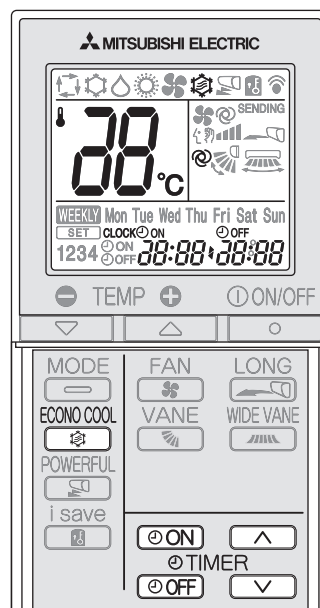 MITSUBISHI ELECTRIC
SENDING
88°C
WEEKLY Mon Tue Wed Thu Fri Sat Sun
SET CLOCK ON OFF
1234 ON OFF 88:88 88:88
TEMP ON/OFF
MODE FAN LONG
ECONO COOL VANE WIDE VANE
POWERFUL
i save
ON
TIMER
OFF